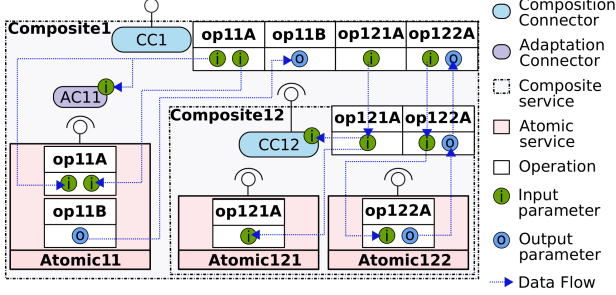 Composite1
CC1
op11A op11B op121A op122A
i i o i i o
AC11 i
Composite12
CC12 i
op121A op122A
i i o
op11A
i i
op11B
o
Atomic11
op121A
i
Atomic121
op122A
i o
Atomic122
Composition
Connector
Adaptation
Connector
Composite
service
Atomic
service
Operation
i Input
parameter
o Output
parameter
Data Flow